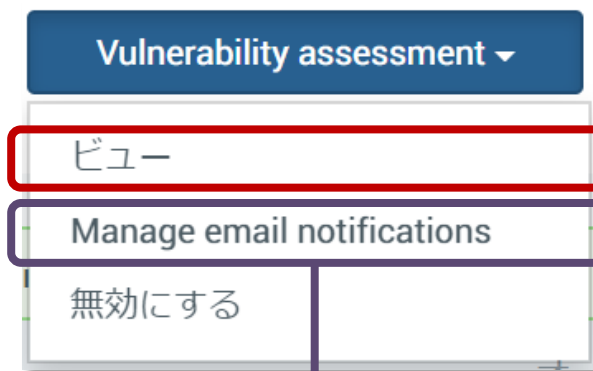 Vulnerability assessment
ビュー
Manage email notifications
無効にする